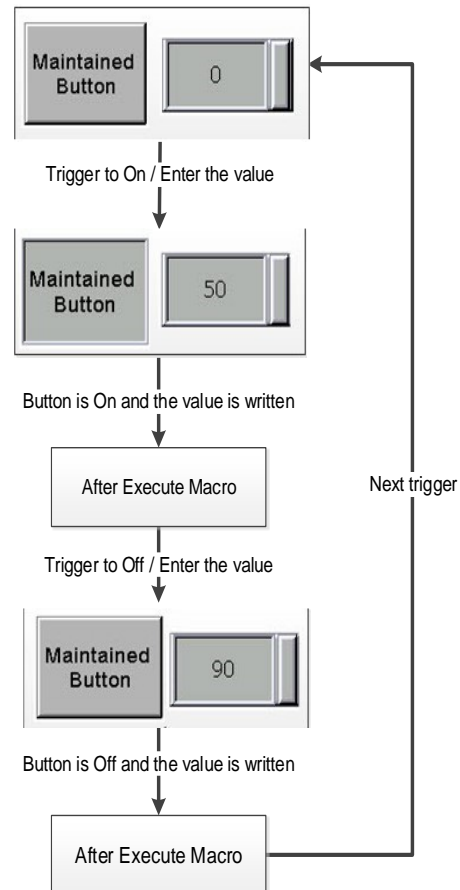 Maintained
Button
0
Trigger to On / Enter the value
Maintained
Button
50
Button is On and the value is written
After Execute Macro
Next trigger
Trigger to Off / Enter the value
Maintained
Button
90
Button is Off and the value is written
After Execute Macro